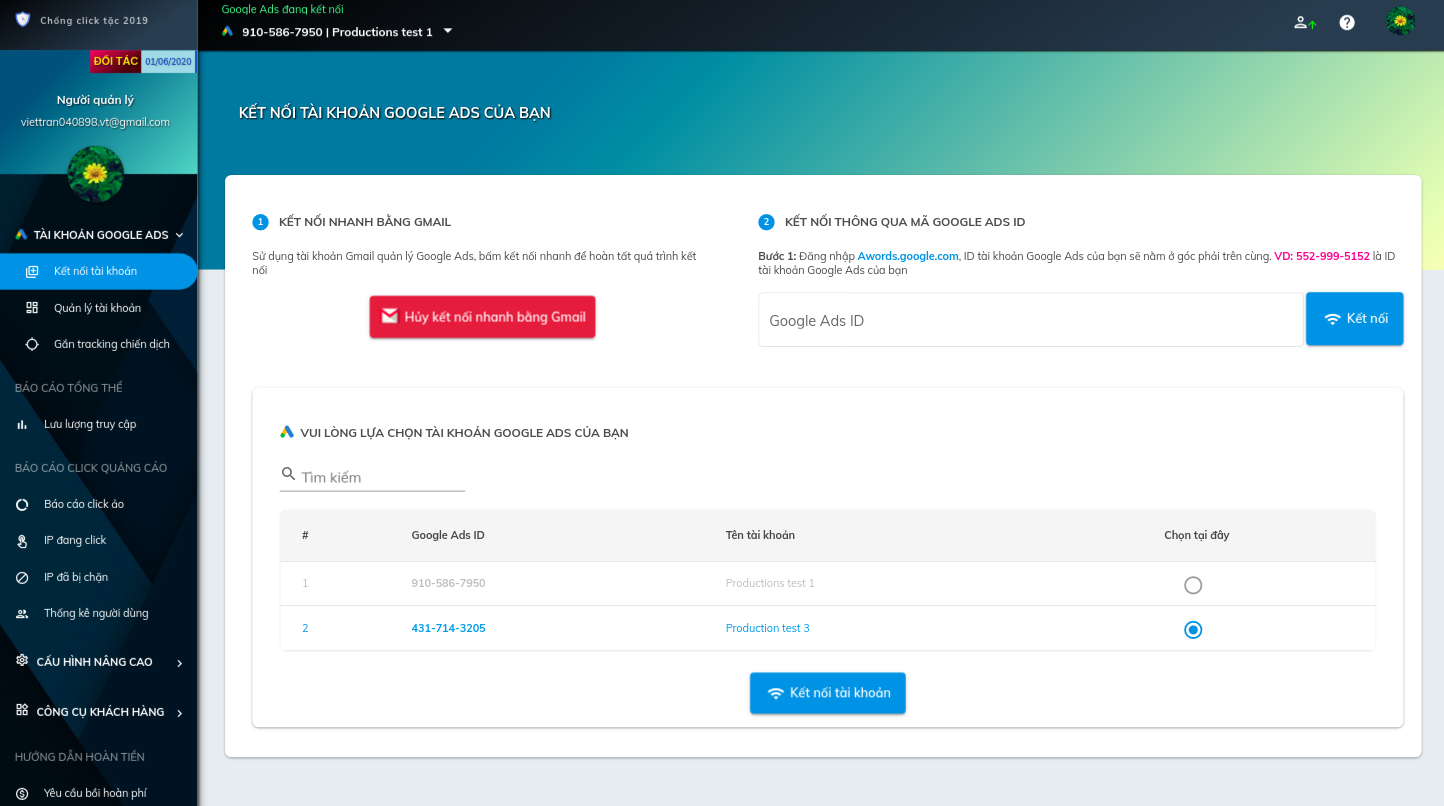 Chống click tặc 2019
Google Ads đang kết nối
910-586-7950 | Productions test 1
ĐỐI TÁC 01/06/2020
Người quản lý
viettran040898.vt@gmail.com
TÀI KHOẢN GOOGLE ADS
Kết nối tài khoản
Quản lý tài khoản
Gắn tracking chiến dịch
BÁO CÁO TỔNG THỂ
Lưu lượng truy cập
BÁO CÁO CLICK QUẢNG CÁO
Báo cáo click ảo
IP đang click
IP đã bị chặn
Thống kê người dùng
CẤU HÌNH NÂNG CAO
CÔNG CỤ KHÁCH HÀNG
HƯỚNG DẪN HOÀN TIỀN
Yêu cầu bồi hoàn phí
KẾT NỐI TÀI KHOẢN GOOGLE ADS CỦA BẠN
1 KẾT NỐI NHANH BẰNG GMAIL
Sử dụng tài khoản Gmail quản lý Google Ads, bấm kết nối nhanh để hoàn tất quá trình kết
nối
Hủy kết nối nhanh bằng Gmail
2 KẾT NỐI THÔNG QUA MÃ GOOGLE ADS ID
Bước 1: Đăng nhập Awords.google.com, ID tài khoản Google Ads của bạn sẽ nằm ở góc phải trên cùng. VD: 552-999-5152 là ID
tài khoản Google Ads của bạn
Google Ads ID
Kết nối
VUI LÒNG LỰA CHỌN TÀI KHOẢN GOOGLE ADS CỦA BẠN
Tìm kiếm
# Google Ads ID Tên tài khoản Chọn tại đây
1 910-586-7950 Productions test 1
2 431-714-3205 Production test 3
Kết nối tài khoản